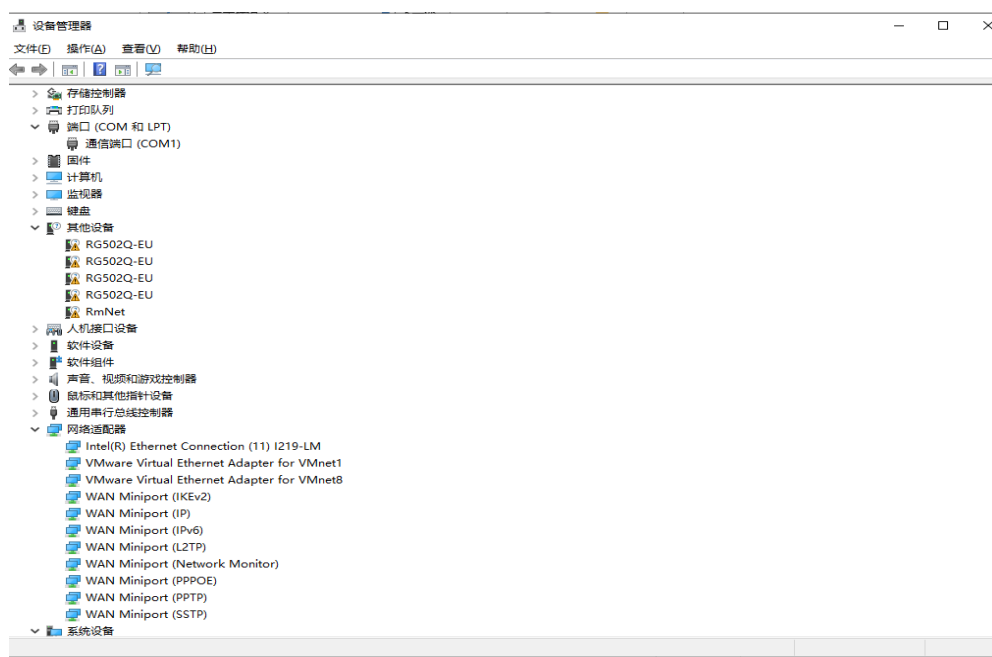 设备管理器
文件(F) 操作(A) 查看(V) 帮助(H)
存储控制器
打印队列
端口 (COM 和 LPT)
通信端口 (COM1)
固件
计算机
监视器
键盘
其他设备
RG502Q-EU
RG502Q-EU
RG502Q-EU
RG502Q-EU
RmNet
人机接口设备
软件设备
软件组件
声音、视频和游戏控制器
鼠标和其他指针设备
通用串行总线控制器
网络适配器
Intel(R) Ethernet Connection (11) I219-LM
VMware Virtual Ethernet Adapter for VMnet1
VMware Virtual Ethernet Adapter for VMnet8
WAN Miniport (IKEv2)
WAN Miniport (IP)
WAN Miniport (IPv6)
WAN Miniport (L2TP)
WAN Miniport (Network Monitor)
WAN Miniport (PPPOE)
WAN Miniport (PPTP)
WAN Miniport (SSTP)
系统设备